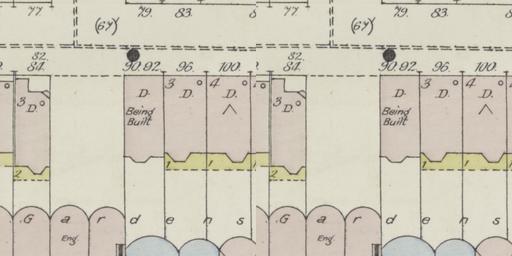 77. 79. 83. 77. 79. 83.
(67) (67)
82. 82.
84. 90.92. 96. 100. 84. 90.92. 96. 100.
3 4. 3 4.
3 D. D. D. 3 D. D. D.
D. D.
Being Being
Built Built
1 1 1 1
2 2
G a r d e n s G a r d e n s
Eng. Eng.